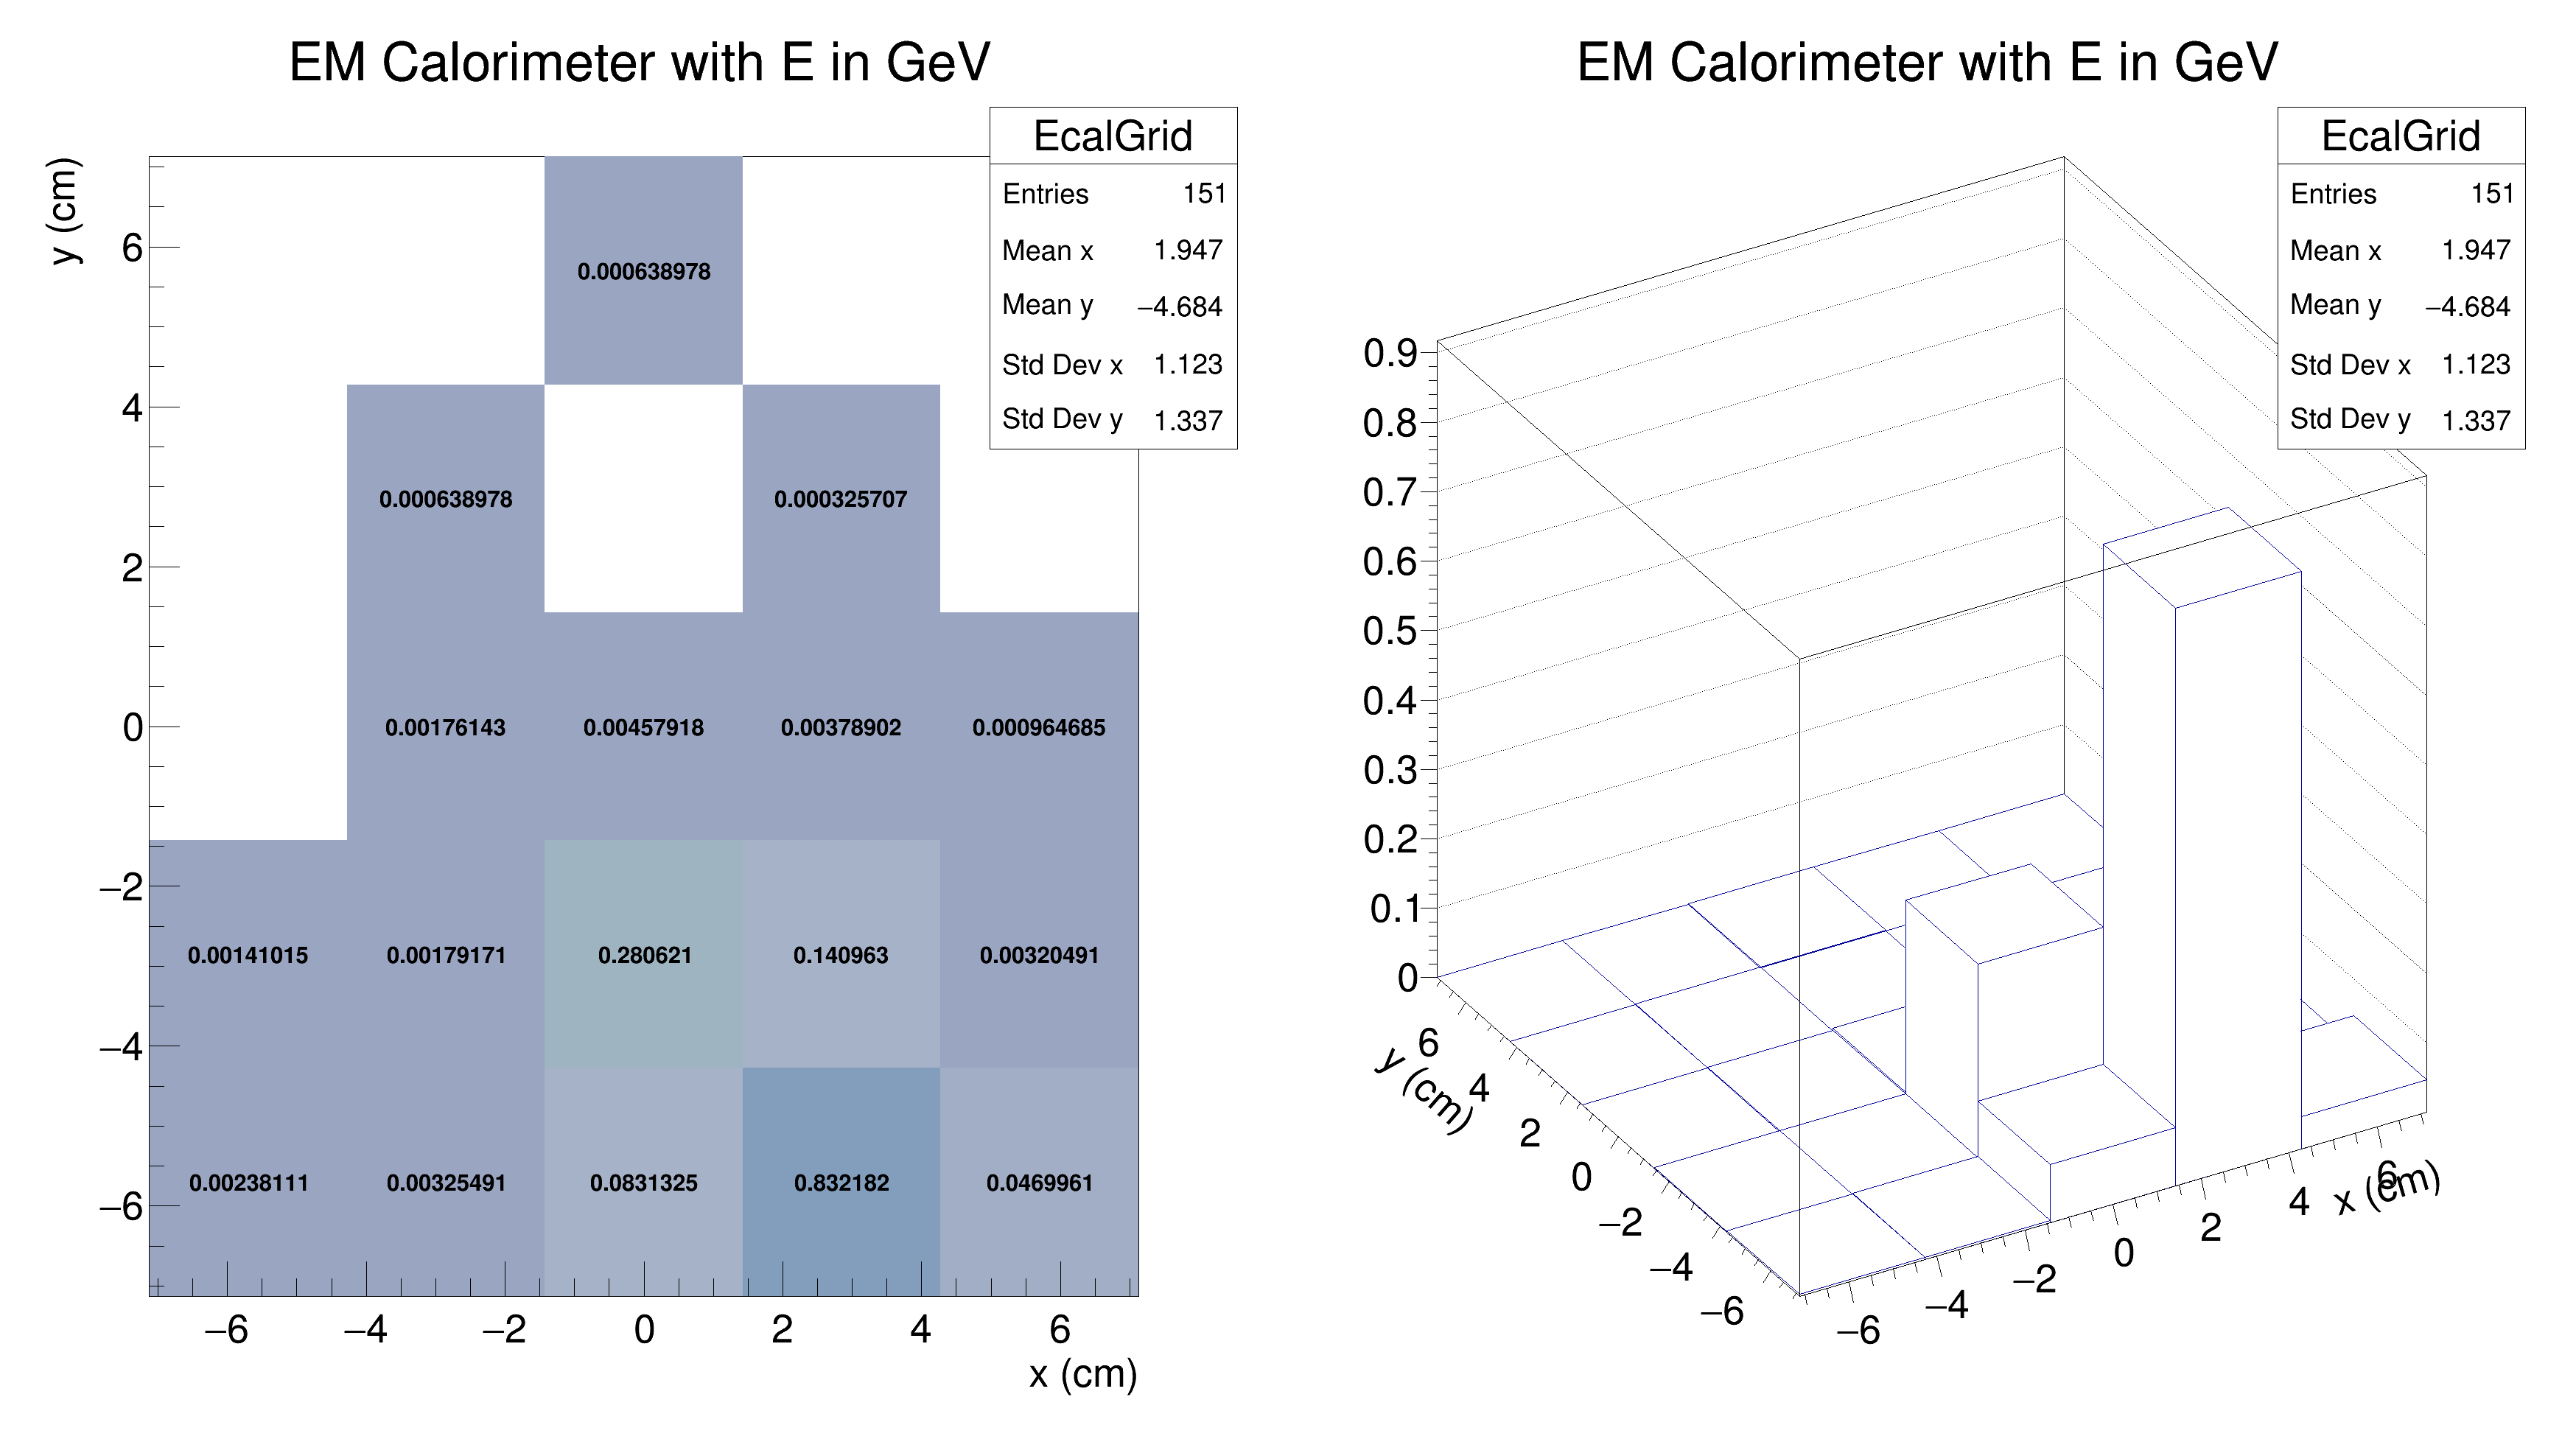 EM Calorimeter with E in GeV
EcalGrid
Entries 151
Mean x 1.947
Mean y −4.684
Std Dev x 1.123
Std Dev y 1.337
y (cm)
6
4
2
0
−2
−4
−6
0.000638978
0.000638978 0.000325707
0.00176143 0.00457918 0.00378902 0.000964685
0.00141015 0.00179171 0.280621 0.140963 0.00320491
0.00238111 0.00325491 0.0831325 0.832182 0.0469961
−6 −4 −2 0 2 4 6
x (cm)
EM Calorimeter with E in GeV
EcalGrid
Entries 151
Mean x 1.947
Mean y −4.684
Std Dev x 1.123
Std Dev y 1.337
0.9
0.8
0.7
0.6
0.5
0.4
0.3
0.2
0.1
0
y (cm)
6
4
2
0
−2
−4
−6
−6
−4
−2
0
2
4
6
x (cm)